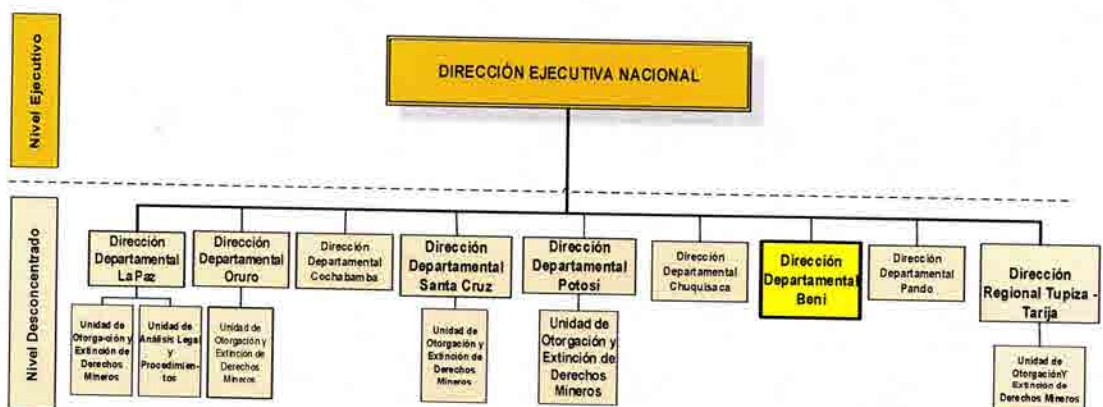 Nivel Ejecutivo
DIRECCIÓN EJECUTIVA NACIONAL
Nivel Desconcentrado
Dirección
Departamental
La Paz
Dirección
Departamental
Oruro
Dirección
Departamental
Cochabamba
Dirección
Departamental
Santa Cruz
Dirección
Departamental
Potosí
Dirección
Departamental
Chuquisaca
Dirección
Departamental
Beni
Dirección
Departamental
Pando
Dirección
Regional Tupiza -
Tarija
Unidad de
Otorgación y
Extinción de
Derechos
Mineros
Unidad de
Análisis Legal
y
Procedimien-
tos
Unidad de
Otorgación y
Extinción de
Derechos
Mineros
Unidad de
Otorgación y
Extinción de
Derechos
Mineros
Unidad de
Otorgación y
Extinción de
Derechos
Mineros
Unidad de
OtorgaciónY
Extinción de
Derechos Mineros